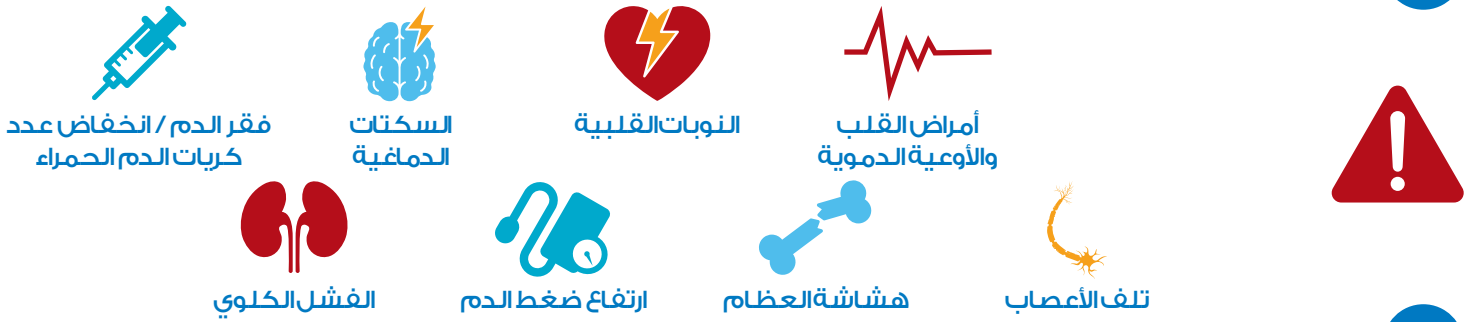 أمراض القلب
والأوعية الدموية
النوبات القلبية
السكتات
الدماغية
فقر الدم / انخفاض عدد
كريات الدم الحمراء
تلف الأعصاب
هشاشة العظام
ارتفاع ضغط الدم
الفشل الكلوي